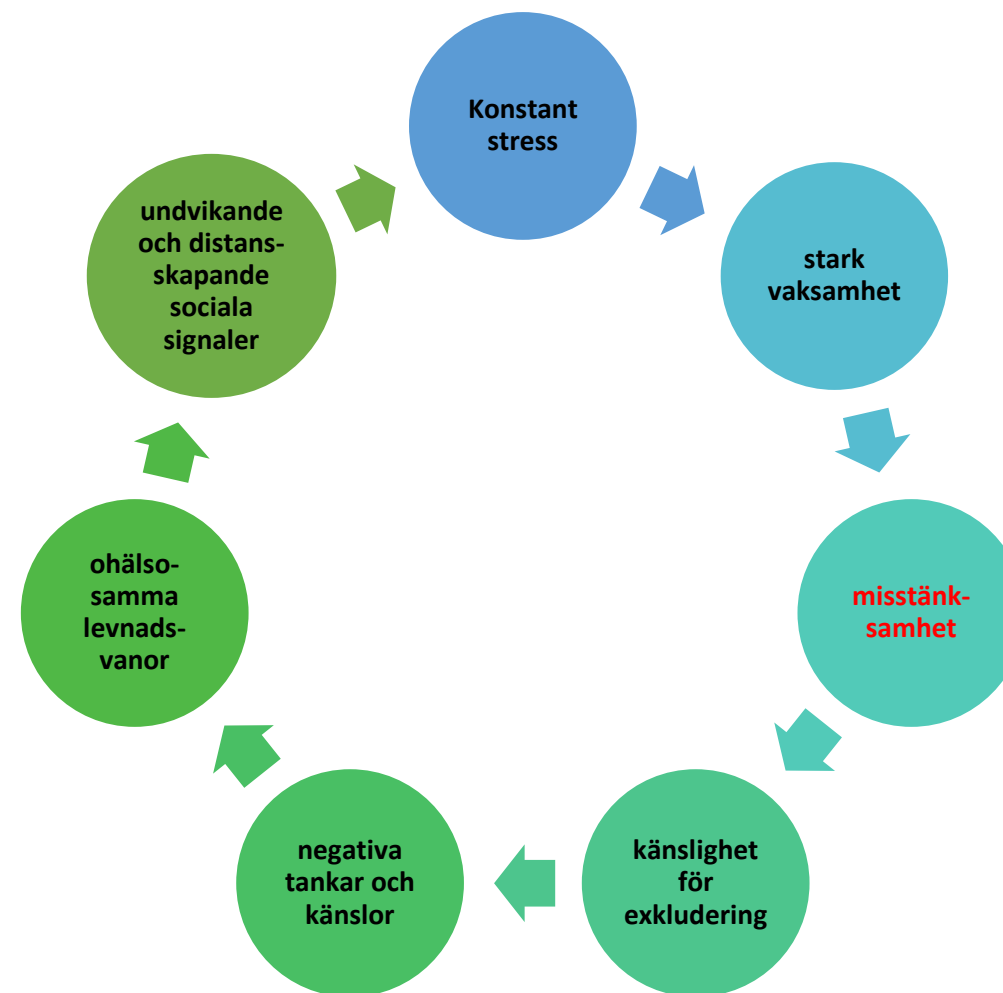 Konstant
stress
stark
vaksamhet
misstänk-
samhet
känslighet
för
exkludering
negativa
tankar och
känslor
ohälso-
samma
levnads-
vanor
undvikande
och distans-
skapande
sociala
signaler